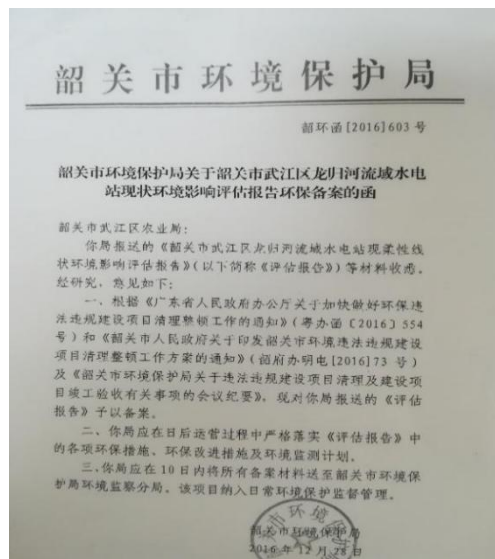 韶关市环境保护局
韶环函[2016]603 号
韶关市环境保护局关于韶关市武江区龙归河流域水电
站现状环境影响评估报告环保备案的函
韶关市武江区农业局:
你局报送的《韶关市武江区龙归河流域水电站现柔性线
状环境影响评估报告》(以下简称《评估报告》)等材料收悉。
经研究,意见如下:
一、根据《广东省人民政府办公厅关于加快做好环保违
法违规建设项目清理整顿工作的通知》(粤办函〔2016〕554
号)和《韶关市人民政府关于印发韶关市环境违法违规建设
项目清理整顿工作方案的通知》(韶府办明电[2016]73 号)
及《韶关市环境保护局关于违法违规建设项目清理及建设项
目竣工验收有关事项的会议纪要》,现对你局报送的《评估
报告》予以备案。
二、你局应在日后运营过程中严格落实《评估报告》中
的各项环保措施、环保改进措施及环境监测计划。
三、你局应在 10 日内将所有备案材料送至韶关市环境保
护局环境监察分局。该项目纳入日常环境保护监督管理。
韶关市环境保护局
2016 年 12 月 28 日